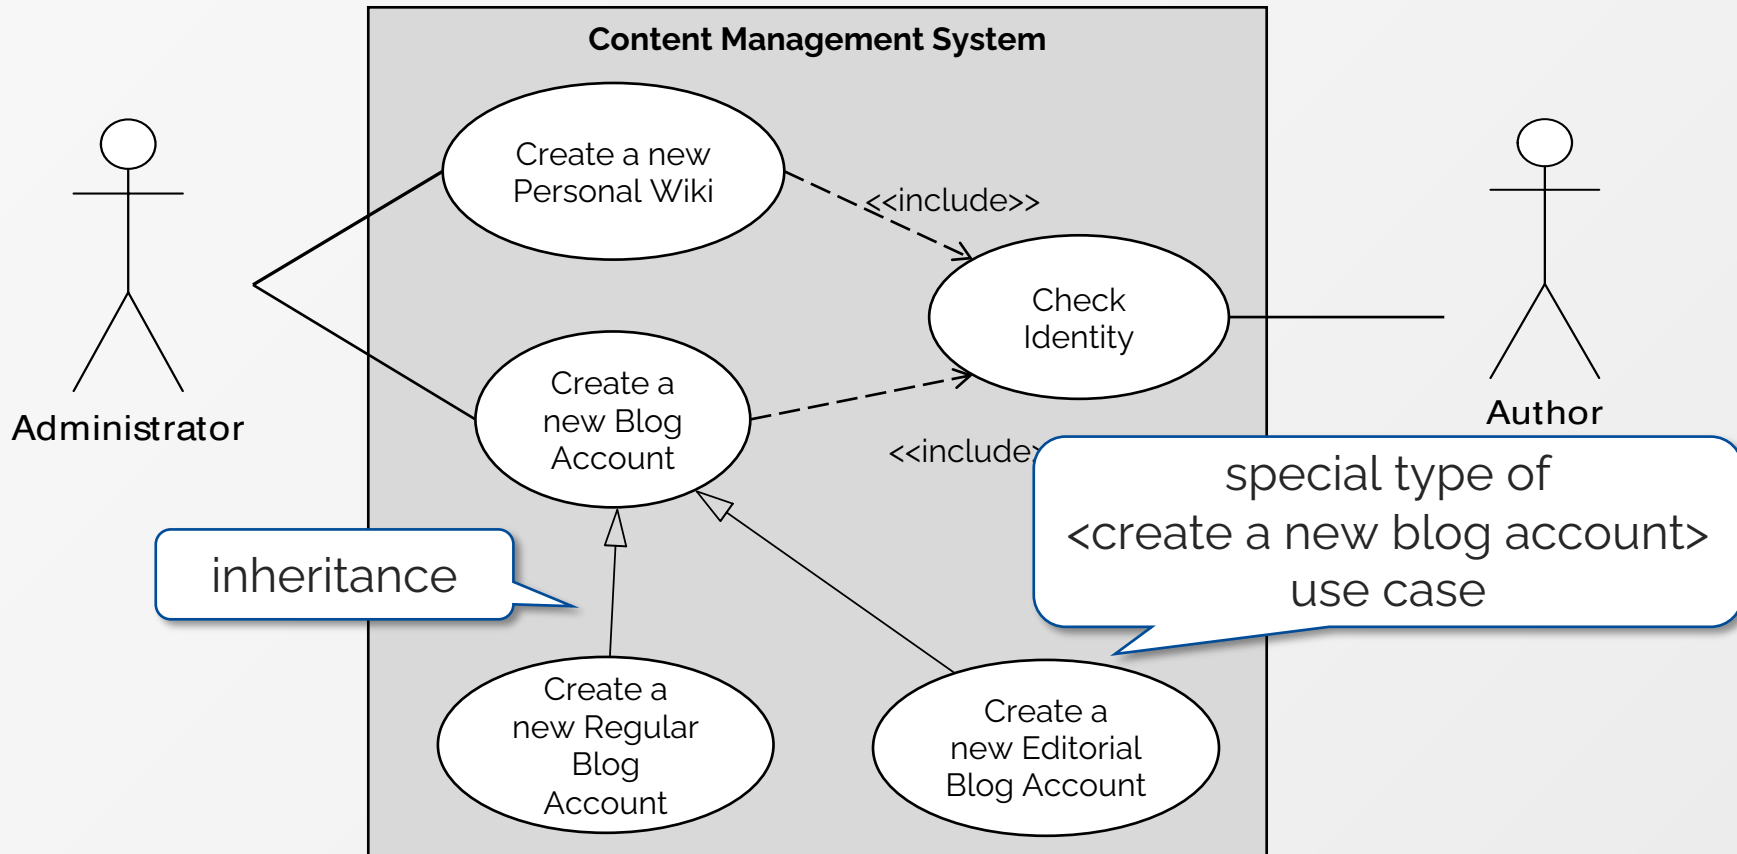 Content Management System
Create a new
Personal Wiki
<<include>>
Check
Identity
Create a
new Blog
Account
Administrator
Author
<<include>
special type of
<create a new blog account>
use case
inheritance
Create a
new Regular
Blog
Account
Create a
new Editorial
Blog Account